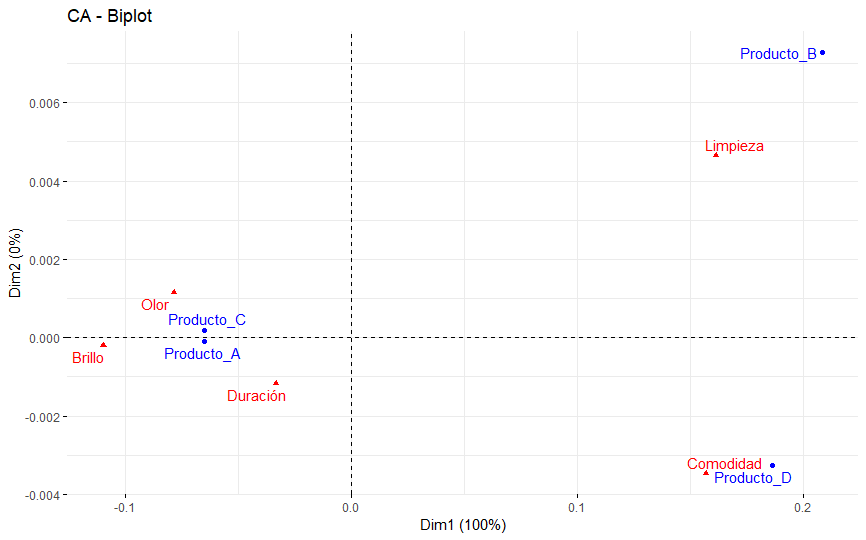 CA - Biplot
Producto_B
0.006
Limpieza
0.004
Dim2 (0%)
0.002
Olor
Producto_C
0.000
Producto_A
Brillo
Duración
-0.002
Comodidad
Producto_D
-0.004
-0.1
0.0
0.1
0.2
Dim1 (100%)